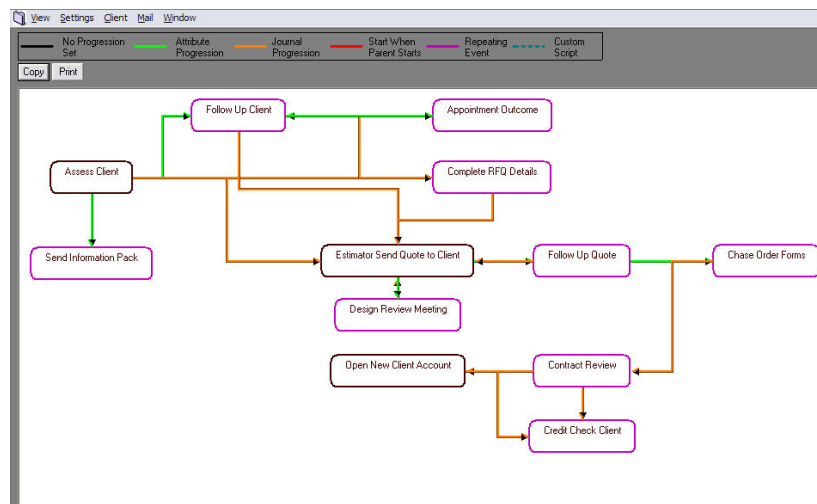 View Settings Client Mail Window
No Progression Set
Attribute Progression
Journal Progression
Start When Parent Starts
Repeating Event
Custom Script
Copy Print
Follow Up Client
Appointment Outcome
Assess Client
Complete RFQ Details
Send Information Pack
Estimator Send Quote to Client
Follow Up Quote
Chase Order Forms
Design Review Meeting
Open New Client Account
Contract Review
Credit Check Client